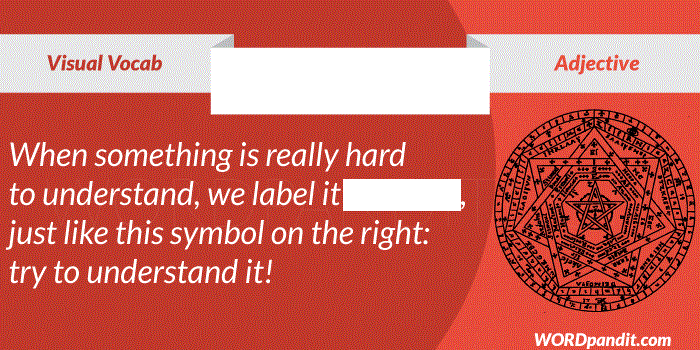 Visual Vocab
Adjective
When something is really hard
to understand, we label it ,
just like this symbol on the right:
try to understand it!
WORDpandit.com